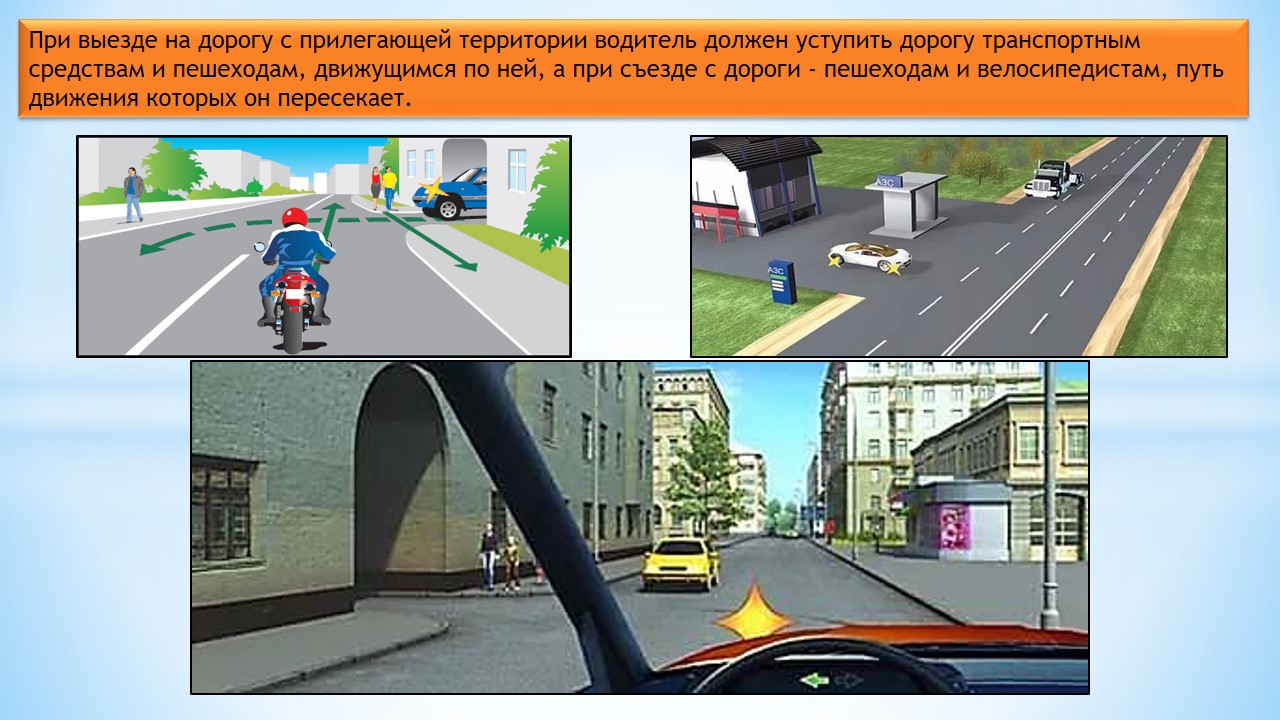 При выезде на дорогу с прилегающей территории водитель должен уступить дорогу транспортным
средствам и пешеходам, движущимся по ней, а при съезде с дороги - пешеходам и велосипедистам, путь
движения которых он пересекает.
АЗС
АЗС